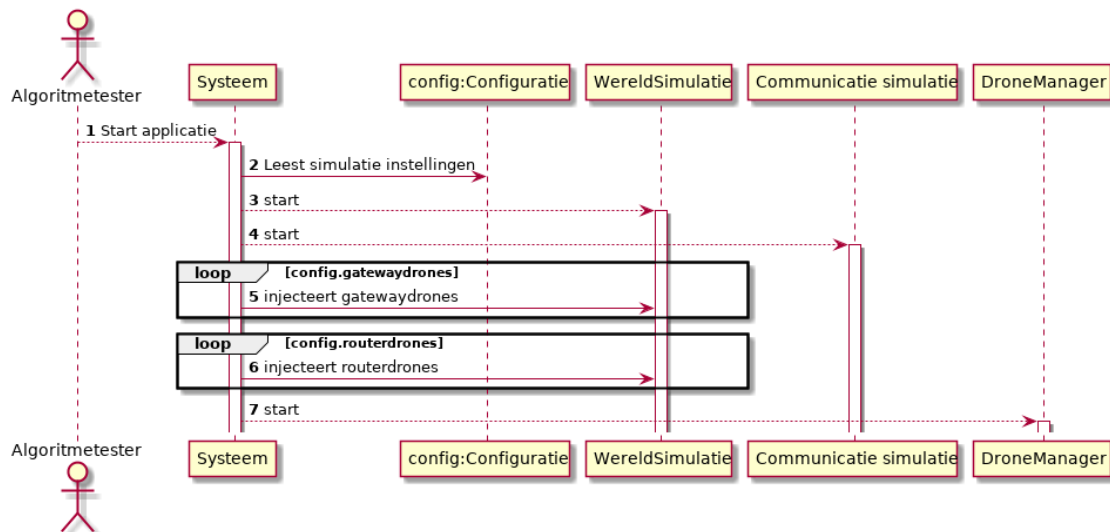 Algoritmetester
Systeem
config:Configuratie
WereldSimulatie
Communicatie simulatie
DroneManager
1 Start applicatie
2 Leest simulatie instellingen
3 start
4 start
loop [config.gatewaydrones]
5 injecteert gatewaydrones
loop [config.routerdrones]
6 injecteert routerdrones
7 start
Algoritmetester
Systeem
config:Configuratie
WereldSimulatie
Communicatie simulatie
DroneManager